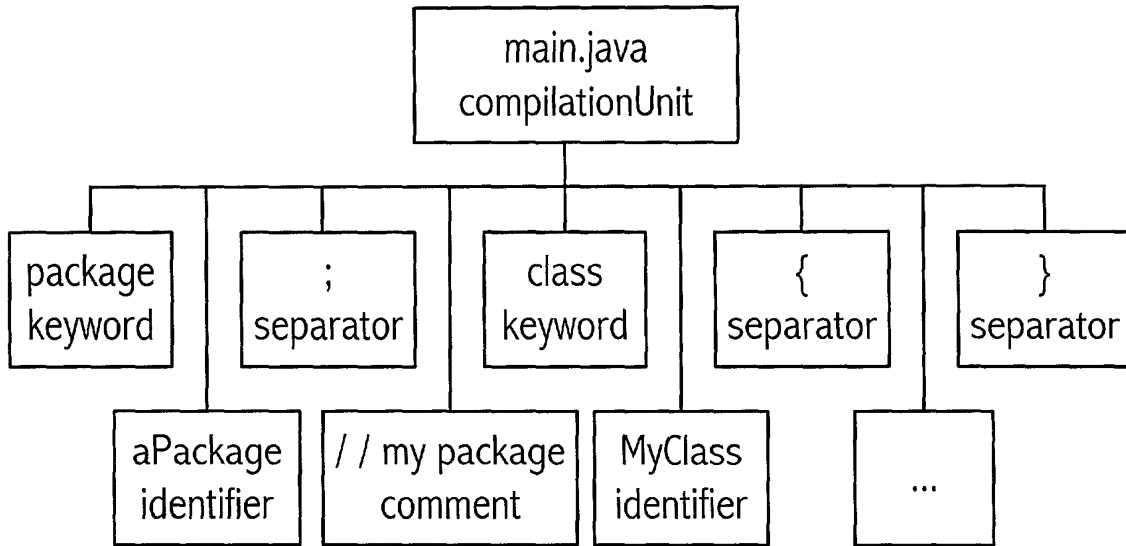 main.java
compilationUnit
package
keyword
;
separator
class
keyword
{
separator
}
separator
aPackage
identifier
/ / my package
comment
MyClass
identifier
...